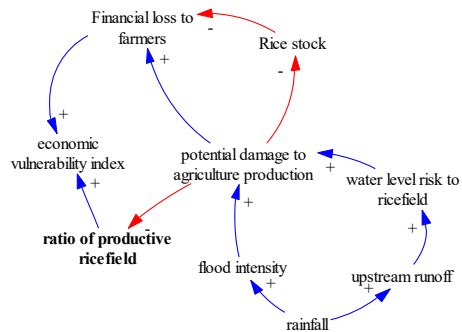 Financial loss to
farmers
Rice stock
-
-
+
+
economic
vulnerability index
+
potential damage to
agriculture production
+
water level risk to
ricefield
ratio of productive
ricefield
-
+
+
flood intensity
+
upstream runoff
+
rainfall